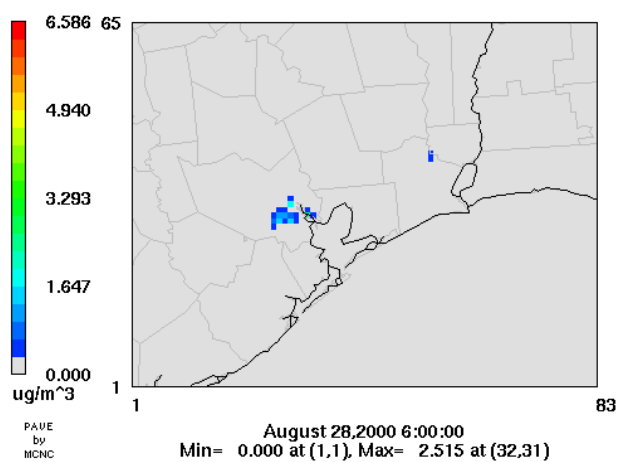 6.586
4.940
3.293
1.647
0.000
ug/m^3
PAVE
by
MCNC
65
1
1
83
August 28,2000 6:00:00
Min= 0.000 at (1,1), Max= 2.515 at (32,31)